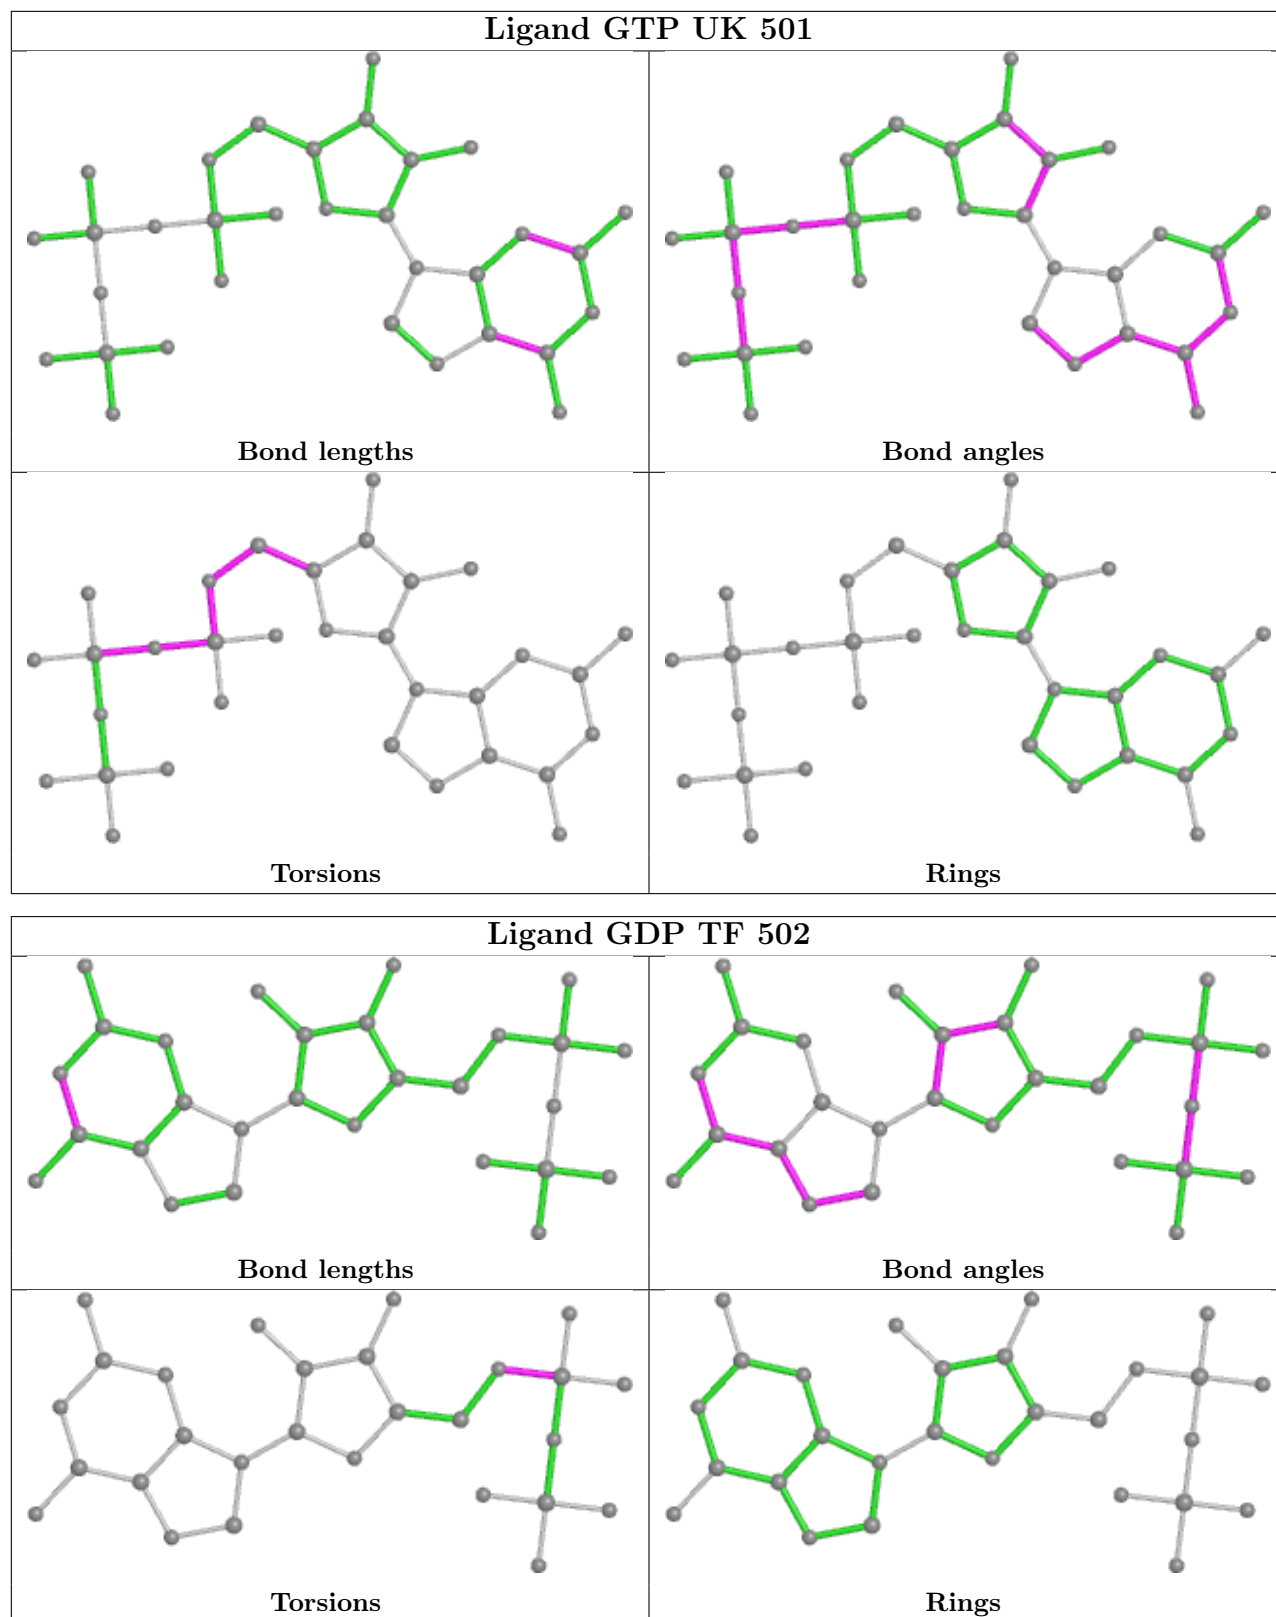 Ligand GTP UK 501
Bond lengths
Bond angles
Torsions
Rings
Ligand GDP TF 502
Bond lengths
Bond angles
Torsions
Rings